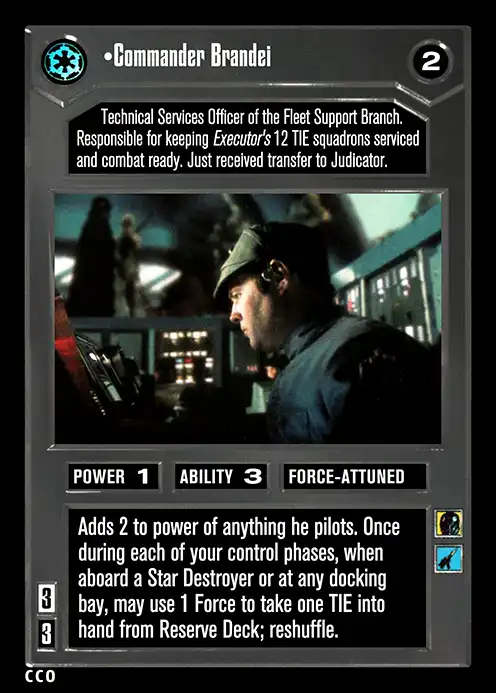 •Commander Brandei
2
Technical Services Officer of the Fleet Support Branch.
Responsible for keeping Executor's 12 TIE squadrons serviced
and combat ready. Just received transfer to Judicator.
POWER 1 ABILITY 3 FORCE-ATTUNED
Adds 2 to power of anything he pilots. Once
during each of your control phases, when
aboard a Star Destroyer or at any docking
bay, may use 1 Force to take one TIE into
hand from Reserve Deck; reshuffle.
3
3
CCO